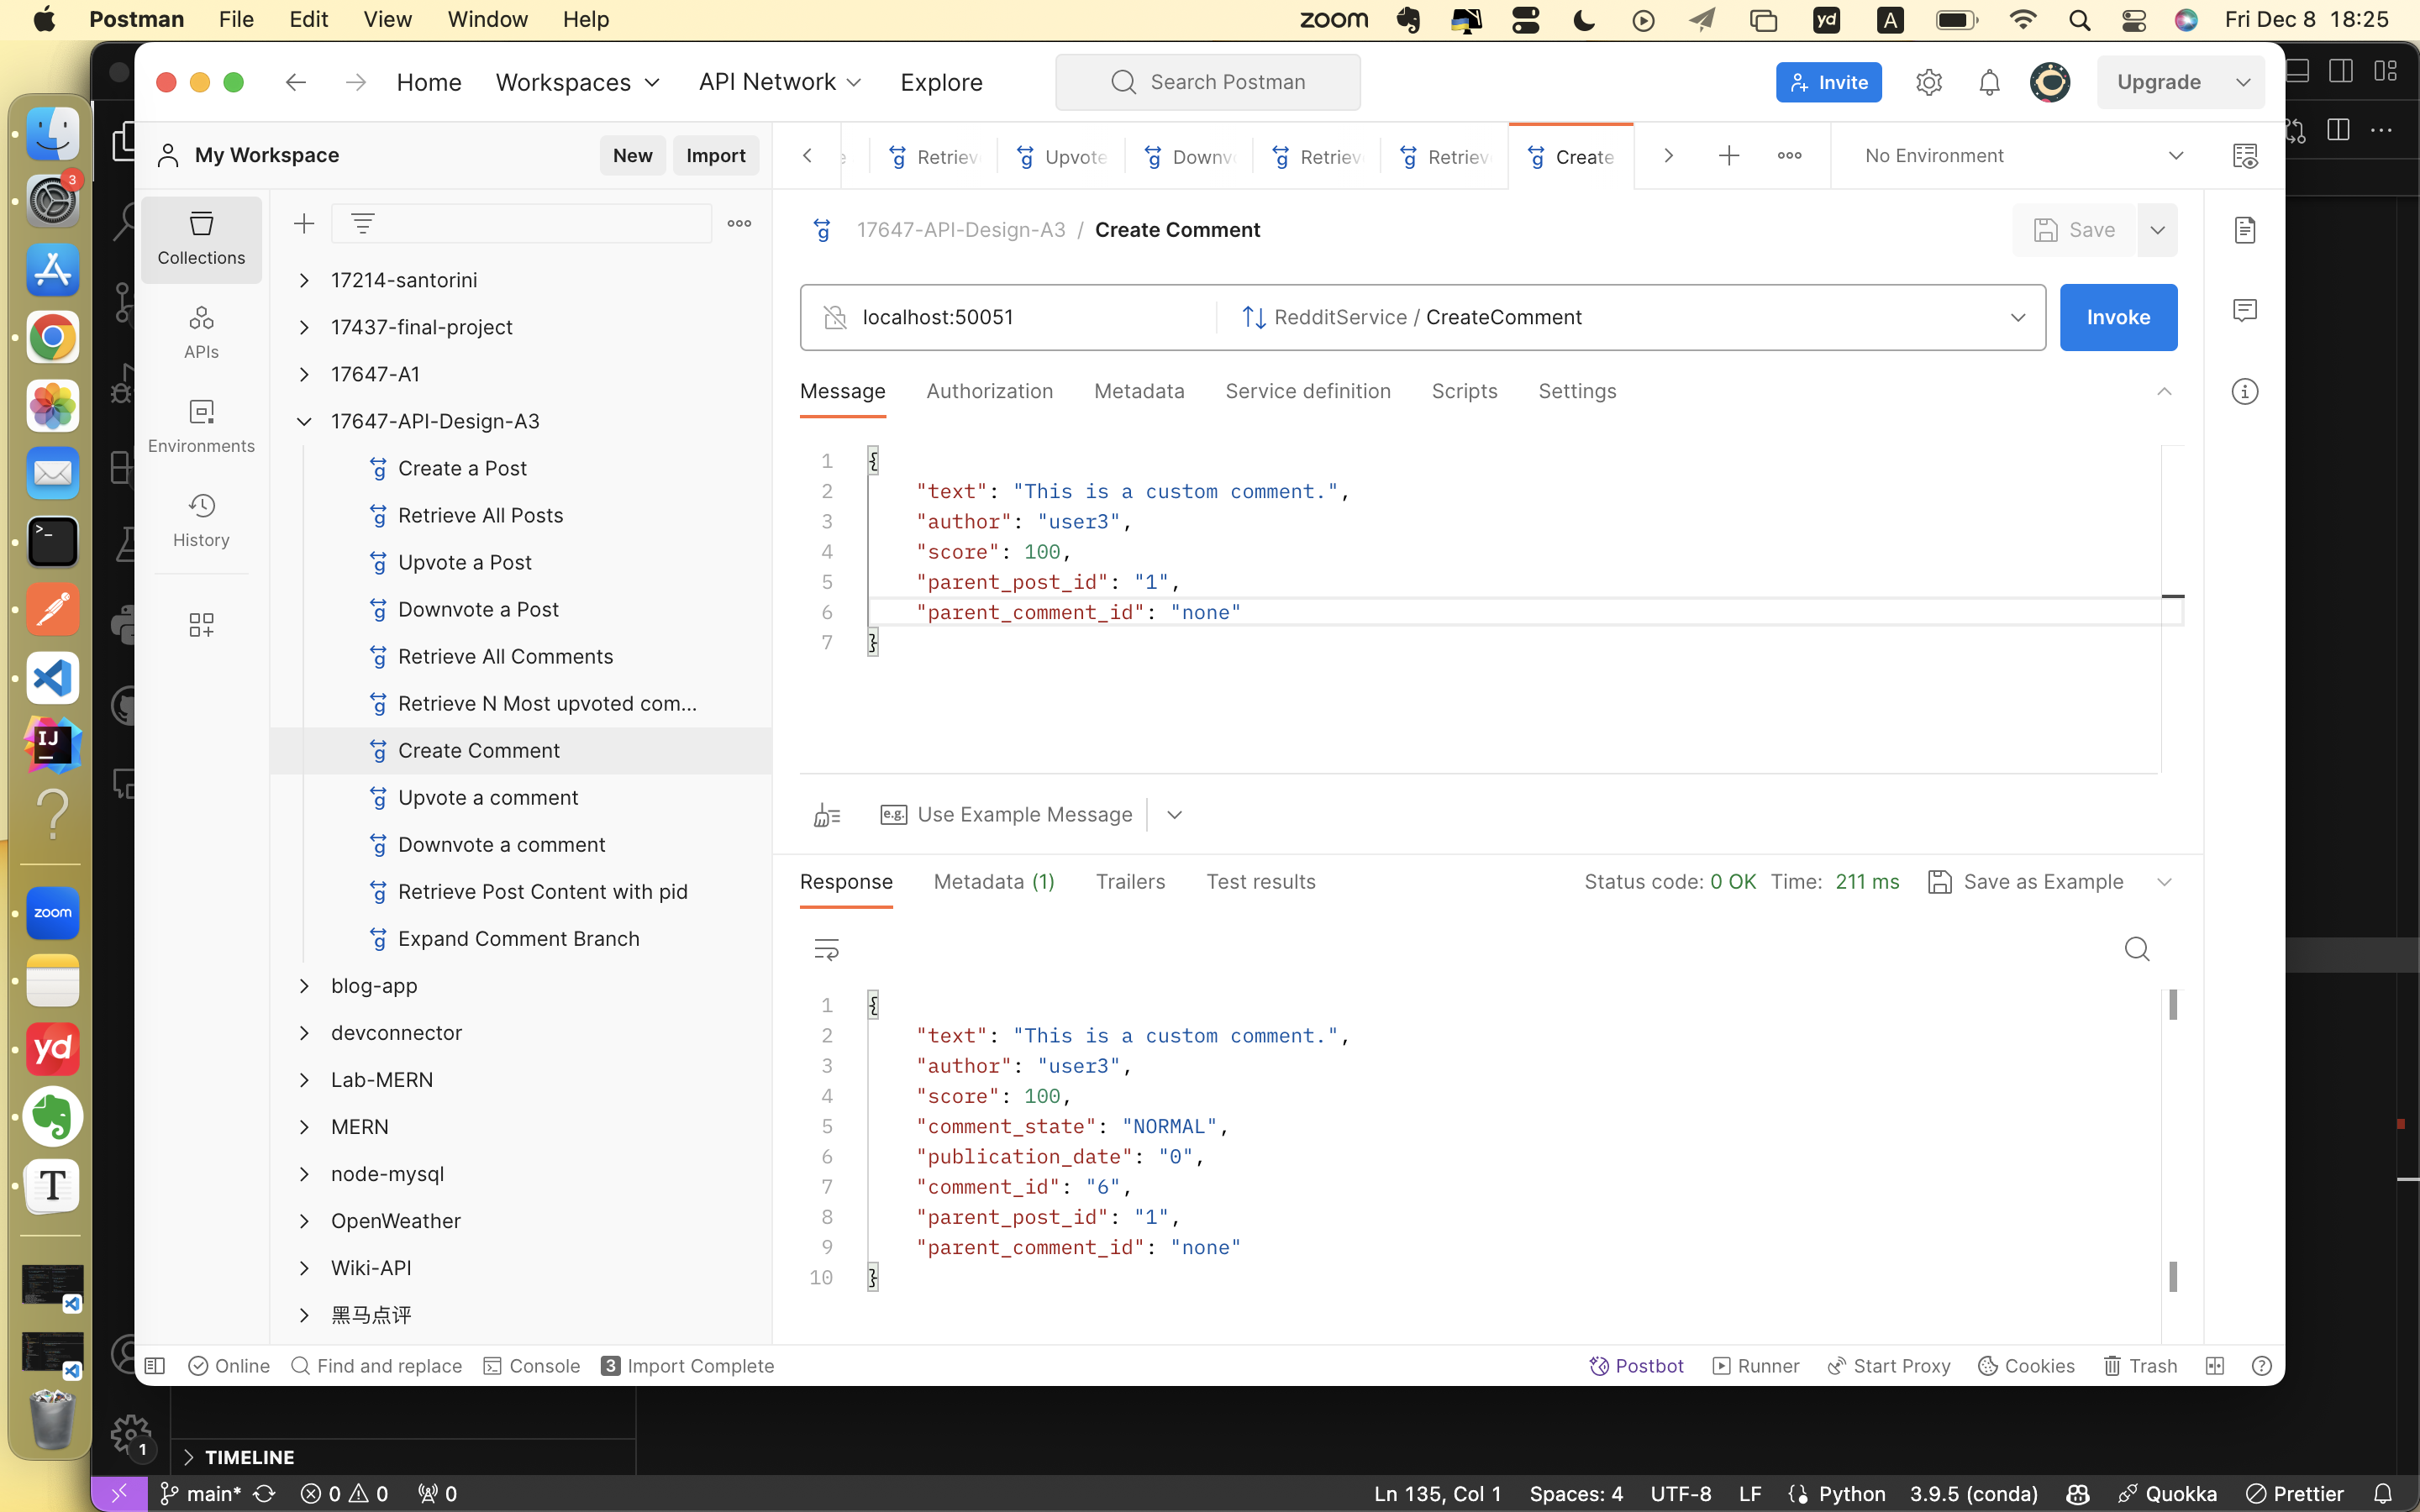 Postman File Edit View Window Help
zoom yd A Fri Dec 8 18:25
Home Workspaces API Network Explore
Search Postman
Invite
Upgrade
My Workspace New Import
Retriev Upvote Downv Retriev Retriev Create
No Environment
Collections
APIs
Environments
History
17214-santorini
17437-final-project
17647-A1
17647-API-Design-A3
Create a Post
Retrieve All Posts
Upvote a Post
Downvote a Post
Retrieve All Comments
Retrieve N Most upvoted com...
Create Comment
Upvote a comment
Downvote a comment
Retrieve Post Content with pid
Expand Comment Branch
blog-app
devconnector
Lab-MERN
MERN
node-mysql
OpenWeather
Wiki-API
黑马点评
17647-API-Design-A3 / Create Comment
Save
localhost:50051 RedditService / CreateComment
Invoke
Message Authorization Metadata Service definition Scripts Settings
1 {
2 "text": "This is a custom comment.",
3 "author": "user3",
4 "score": 100,
5 "parent_post_id": "1",
6 "parent_comment_id": "none"
7 }
e.g. Use Example Message
Response Metadata (1) Trailers Test results
Status code: 0 OK Time: 211 ms Save as Example
1 {
2 "text": "This is a custom comment.",
3 "author": "user3",
4 "score": 100,
5 "comment_state": "NORMAL",
6 "publication_date": "0",
7 "comment_id": "6",
8 "parent_post_id": "1",
9 "parent_comment_id": "none"
10 }
Online Find and replace Console 3 Import Complete
Postbot Runner Start Proxy Cookies Trash
3
IJ
zoom
yd
T
1
TIMELINE
main* 0 0 0
Ln 135, Col 1 Spaces: 4 UTF-8 LF Python 3.9.5 (conda) Quokka Prettier